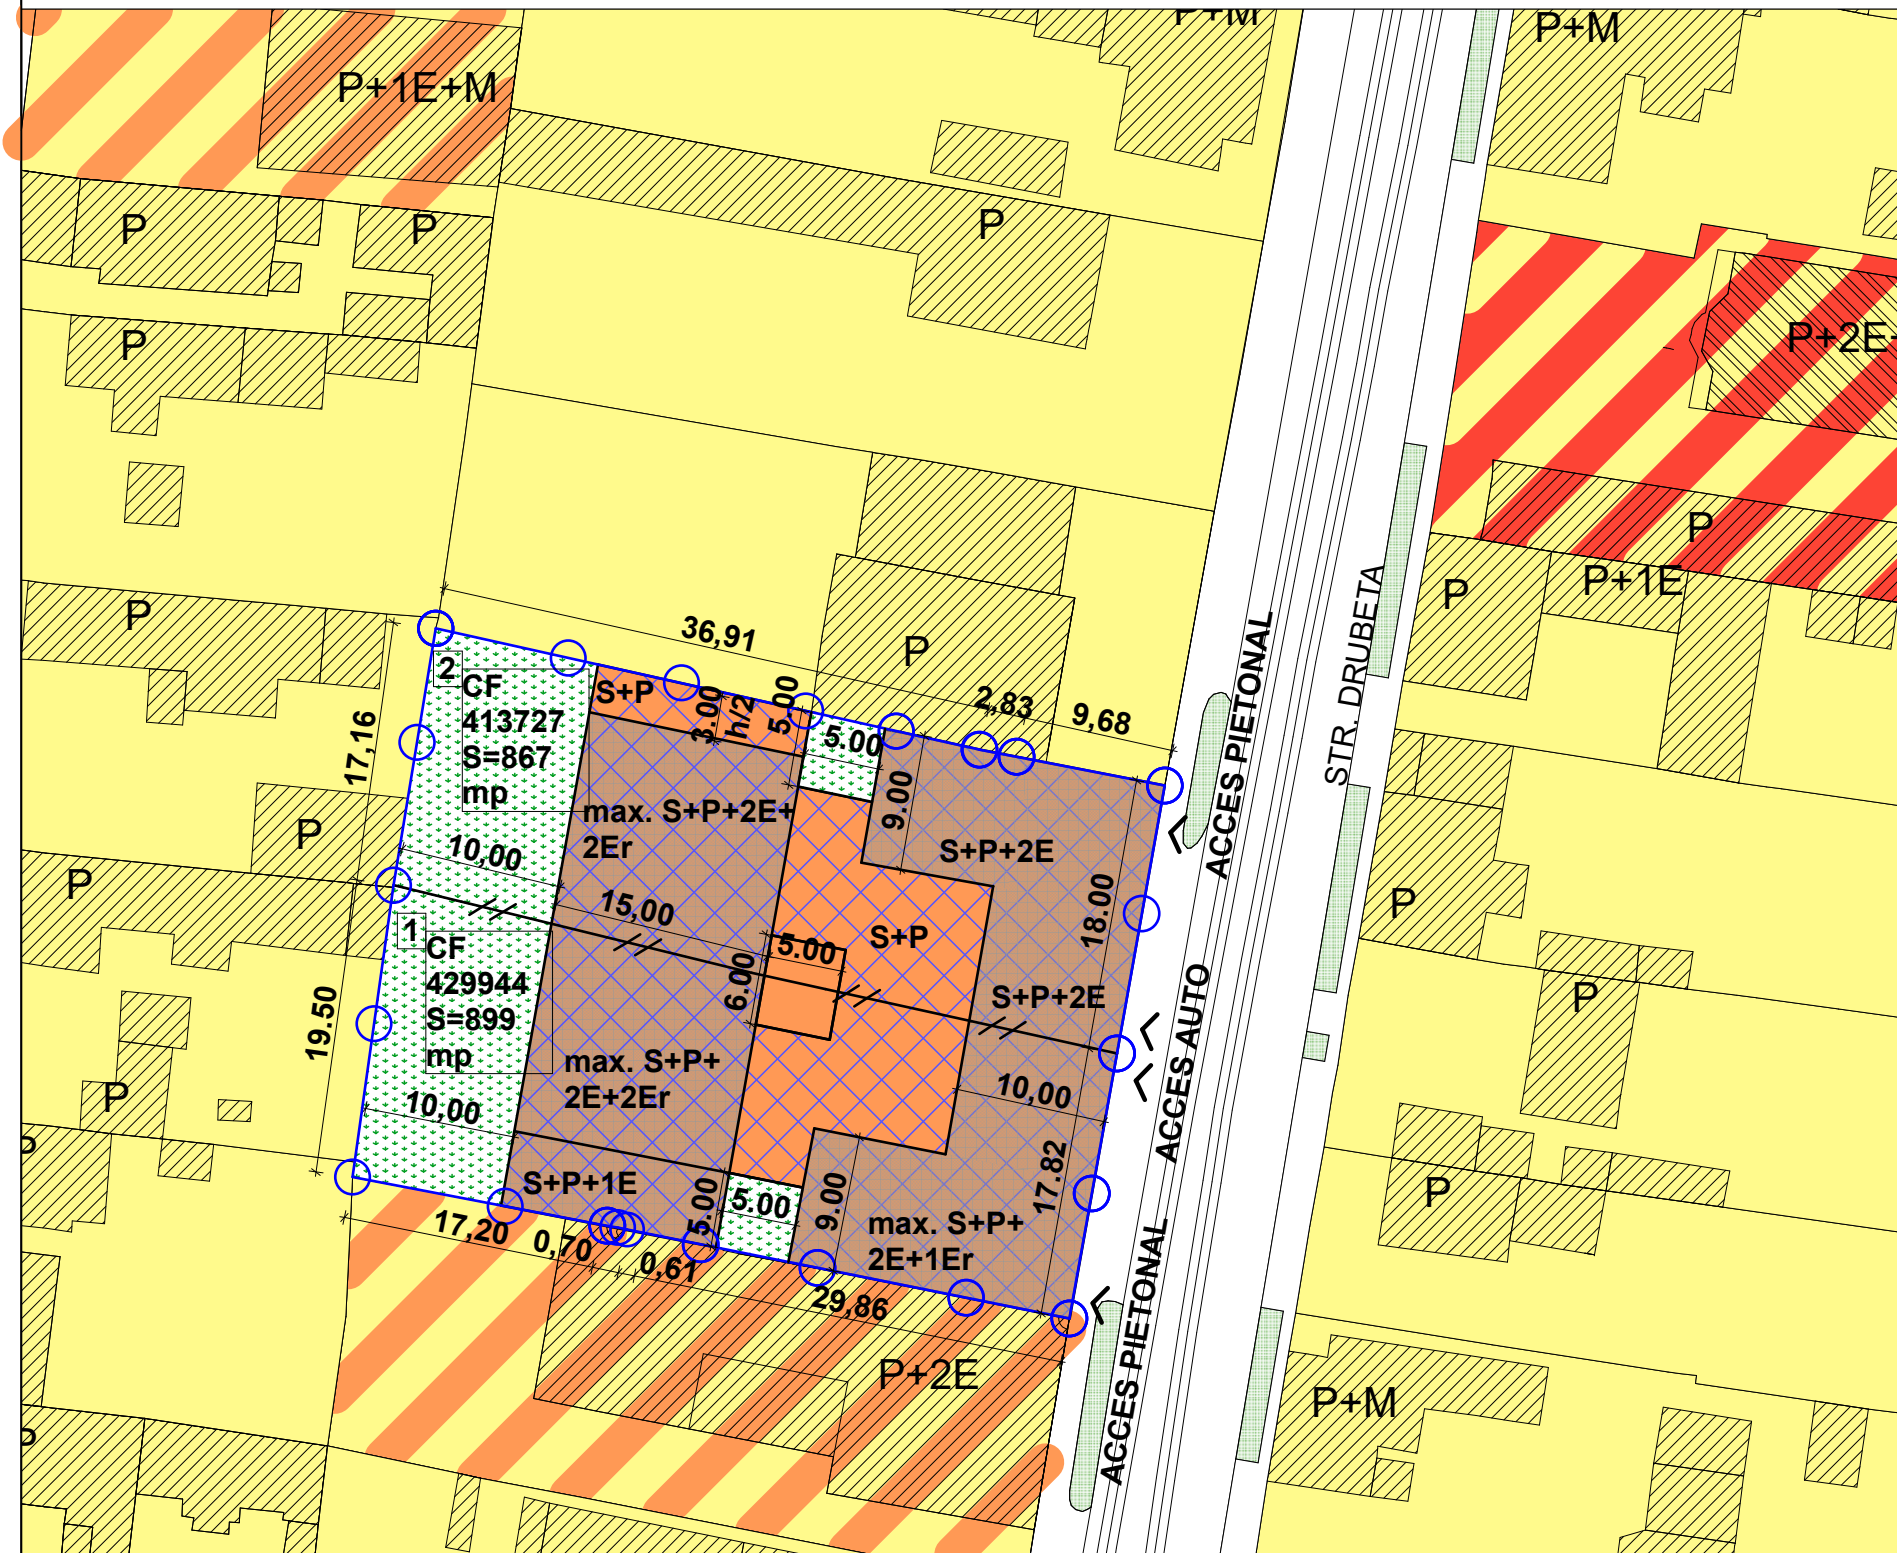 P+M
P+M
P+1E+M
P
P
P
P
P+2E+
P
P+1E
P
P
P
36,91
2,83
9,68
17,16
2
CF
413727
S=867
mp
S+P
3.00
h/2
5.00
5.00
9.00
max. S+P+2E+
2Er
S+P+2E
18.00
10,00
15,00
P
P
P
1
CF
429944
S=899
mp
5.00
6.00
S+P
S+P+2E
10,00
19.50
10,00
max. S+P+
2E+2Er
S+P+1E
5.00
5.00
9.00
max. S+P+
2E+1Er
17.82
17,20
0,70
0,61
29,86
P+2E
P
P
P
P
P
P
P+M
ACCES PIETONAL
ACCES AUTO
ACCES PIETONAL
STR. DRUBETA